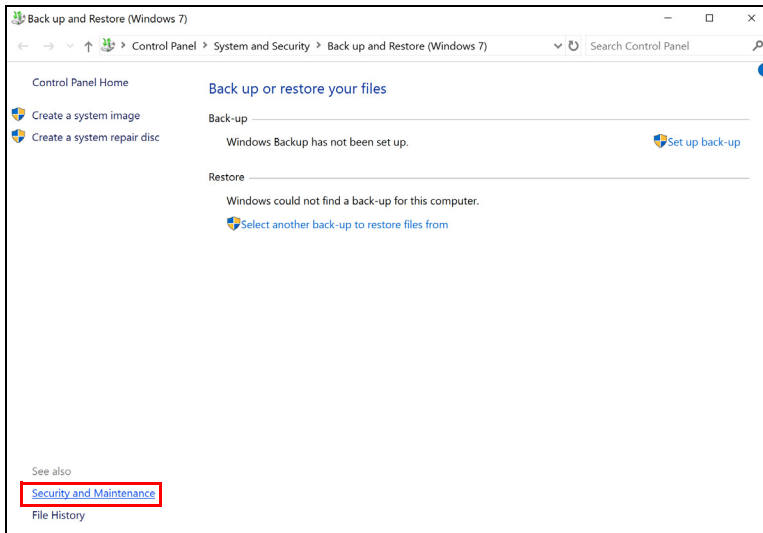 Back up and Restore (Windows 7)
Control Panel > System and Security > Back up and Restore (Windows 7)
Search Control Panel
Control Panel Home
Create a system image
Create a system repair disc
Back up or restore your files
Back-up
Windows Backup has not been set up.
Set up back-up
Restore
Windows could not find a back-up for this computer.
Select another back-up to restore files from
See also
Security and Maintenance
File History